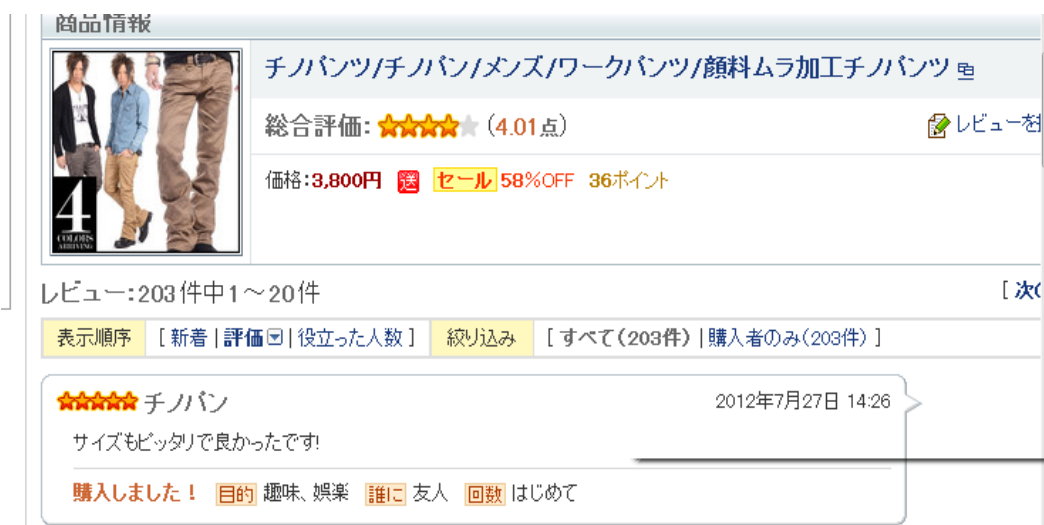 商品情報
チノパンツ/チノパン/メンズ/ワークパンツ/顔料ムラ加工チノパンツ
総合評価: (4.01点)
レビューを
価格:3,800円 送 セール 58%OFF 36ポイント
4
COLORS
ARRIVING
レビュー:203件中1～20件
[ 次の
表示順序 [ 新着 | 評価 | 役立った人数 ] 絞り込み [ すべて(203件) | 購入者のみ(203件) ]
チノパン 2012年7月27日 14:26
サイズもピッタリで良かったです!
購入しました！ 目的 趣味、娯楽 誰に 友人 回数 はじめて